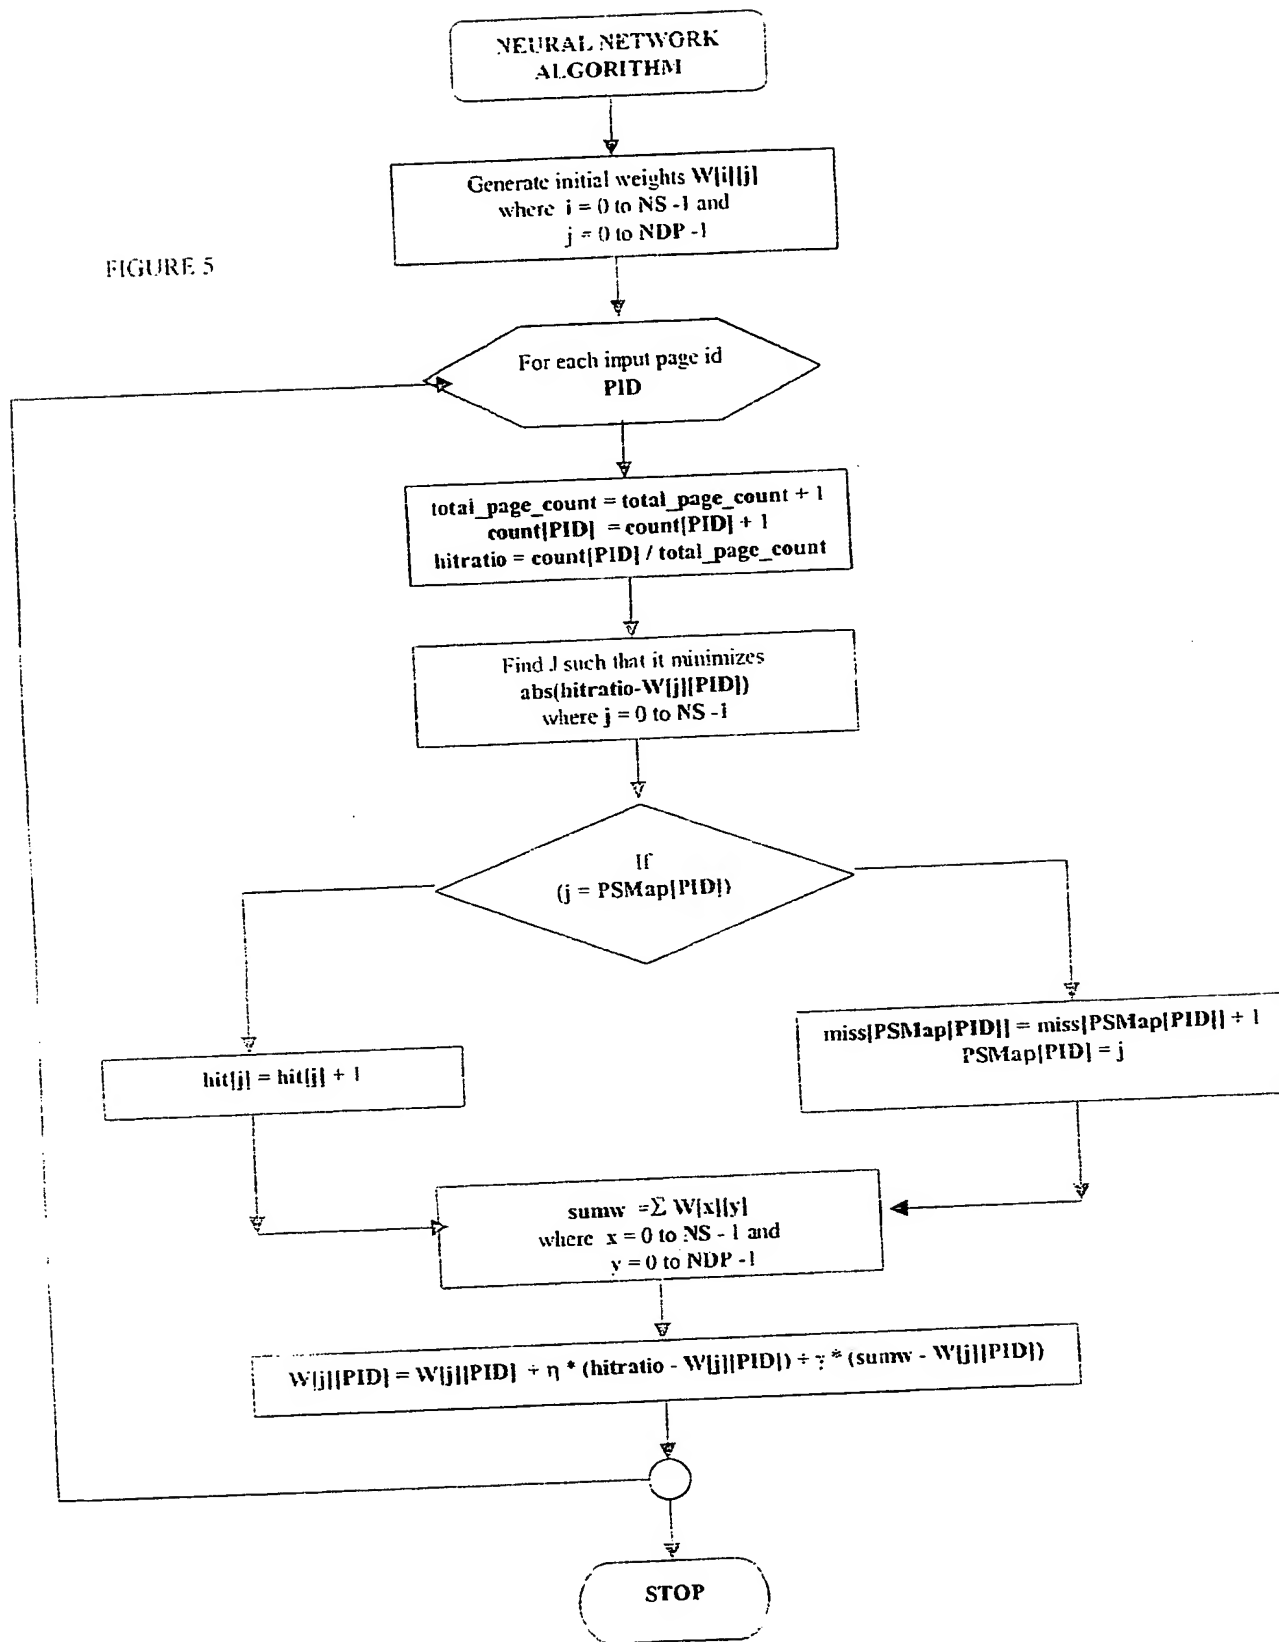 NEURAL NETWORK
ALGORITHM
Generate initial weights W[i][j]
where i = 0 to NS -1 and
j = 0 to NDP -1
FIGURE 5
For each input page id
PID
total_page_count = total_page_count + 1
count[PID] = count[PID] + 1
hitratio = count[PID] / total_page_count
Find J such that it minimizes
abs(hitratio-W[j][PID])
where j = 0 to NS -1
If
(j = PSMap[PID])
miss[PSMap[PID]] = miss[PSMap[PID]] + 1
PSMap[PID] = j
hit[j] = hit[j] + 1
sumw =Σ W[x][y]
where x = 0 to NS - 1 and
y = 0 to NDP -1
W[j][PID] = W[j][PID] + η * (hitratio - W[j][PID]) + γ * (sumw - W[j][PID])
STOP